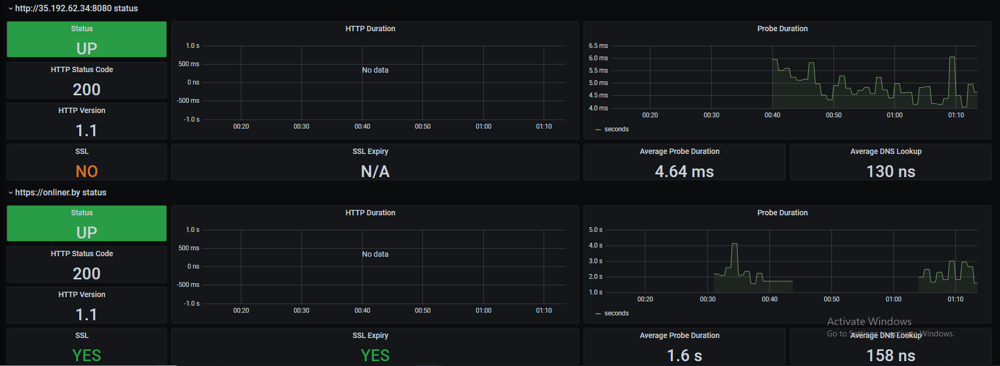 http://35.192.62.34:8080 status
Status
UP
HTTP Status Code
200
HTTP Version
1.1
SSL
NO
HTTP Duration
1.0 s
500 ms
0 ns
-500 ms
-1.0 s
No data
00:20 00:30 00:40 00:50 01:00 01:10
SSL Expiry
N/A
Probe Duration
6.5 ms
6.0 ms
5.5 ms
5.0 ms
4.5 ms
4.0 ms
00:20 00:30 00:40 00:50 01:00 01:10
seconds
Average Probe Duration
4.64 ms
Average DNS Lookup
130 ns
https://onliner.by status
Status
UP
HTTP Status Code
200
HTTP Version
1.1
SSL
YES
HTTP Duration
1.0 s
500 ms
0 ns
-500 ms
-1.0 s
No data
00:20 00:30 00:40 00:50 01:00 01:10
SSL Expiry
YES
Probe Duration
5.0 s
4.0 s
3.0 s
2.0 s
1.0 s
00:20 00:30 00:40 00:50 01:00 01:10
seconds
Average Probe Duration
1.6 s
Average DNS Lookup
158 ns
Activate Windows
Go to Settings to activate Windows.